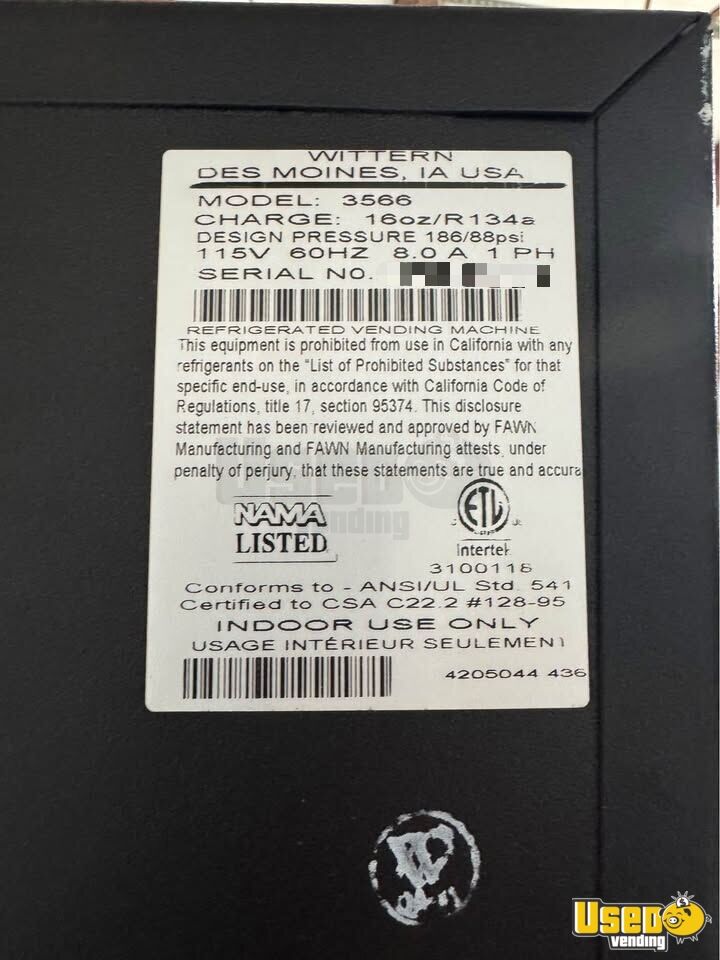 WITTERN
DES MOINES, IA USA
MODEL: 3566
CHARGE: 16oz/R134a
DESIGN PRESSURE 186/88psi
115V 60HZ 8.0 A 1 PH
SERIAL NO.
REFRIGERATED VENDING MACHINE
This equipment is prohibited from use in California with any
refrigerants on the "List of Prohibited Substances" for that
specific end-use, in accordance with California Code of
Regulations, title 17, section 95374. This disclosure
statement has been reviewed and approved by FAWN
Manufacturing and FAWN Manufacturing attests, under
penalty of perjury, that these statements are true and accura
USED vending
NAMA
LISTED
ETL
Intertek
3100118
Conforms to - ANSI/UL Std. 541
Certified to CSA C22.2 #128-95
INDOOR USE ONLY
USAGE INTÉRIEUR SEULEMENT
4205044 436
USED
vending